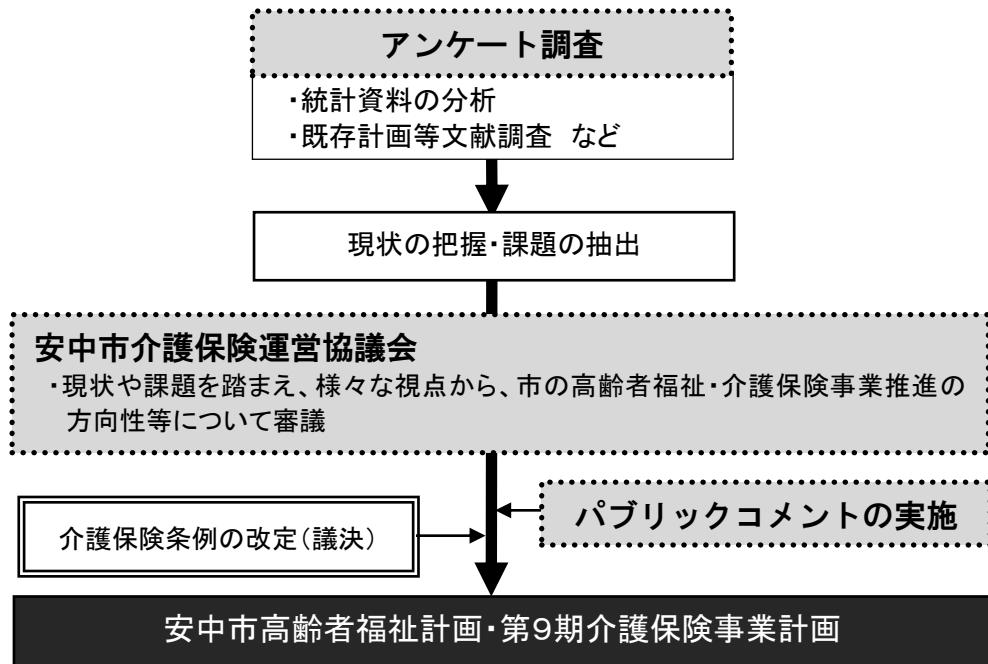 アンケート調査
・統計資料の分析
・既存計画等文献調査　など
現状の把握・課題の抽出
安中市介護保険運営協議会
・現状や課題を踏まえ、様々な視点から、市の高齢者福祉・介護保険事業推進の
方向性等について審議
パブリックコメントの実施
介護保険条例の改定（議決）
安中市高齢者福祉計画・第９期介護保険事業計画